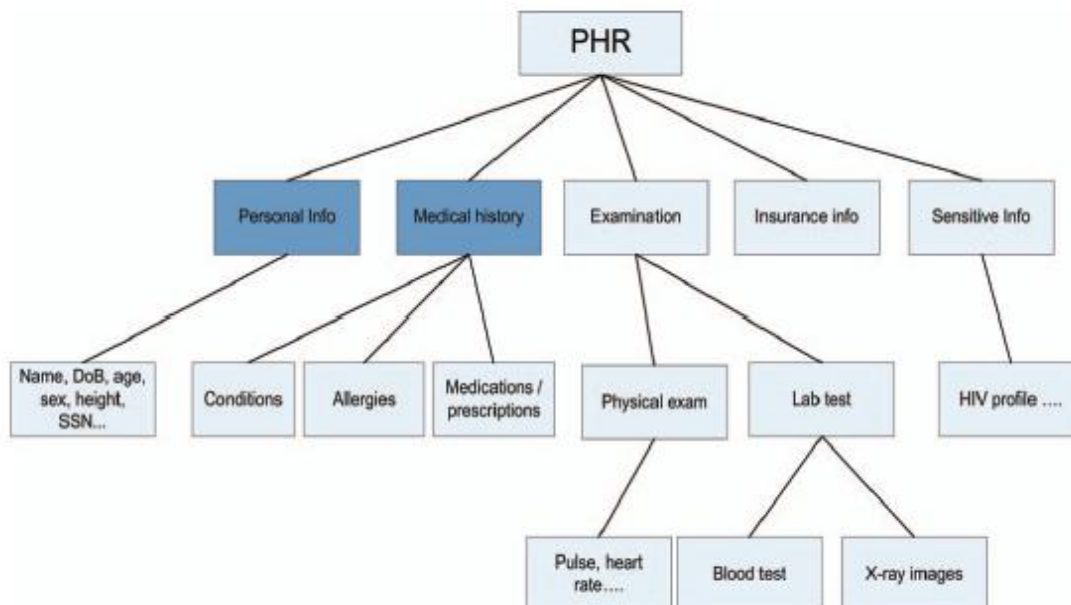 PHR
Personal Info
Medical history
Examination
Insurance info
Sensitive Info
Name, DoB, age,
sex, height,
SSN...
Conditions
Allergies
Medications /
prescriptions
Physical exam
Lab test
HIV profile ....
Pulse, heart
rate....
Blood test
X-ray images